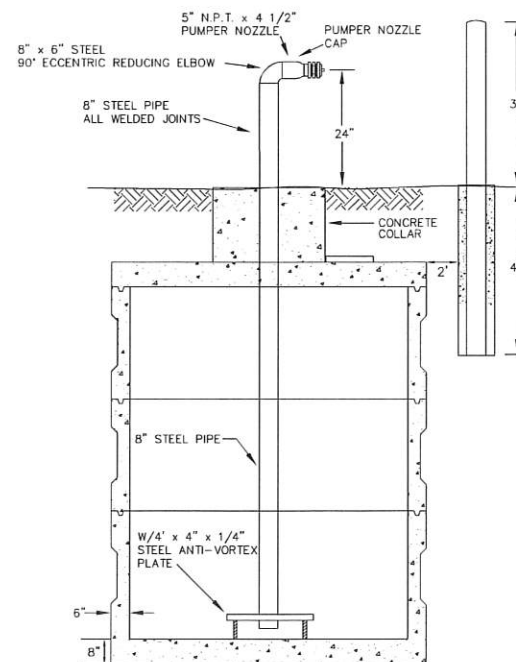 5" N.P.T. x 4 1/2"
PUMPER NOZZLE
PUMPER NOZZLE
CAP
8" x 6" STEEL
90° ECCENTRIC REDUCING ELBOW
8" STEEL PIPE
ALL WELDED JOINTS
24"
3
CONCRETE
COLLAR
2'
4
8" STEEL PIPE
W/4' x 4" x 1/4"
STEEL ANTI-VORTEX
PLATE
6"
8"